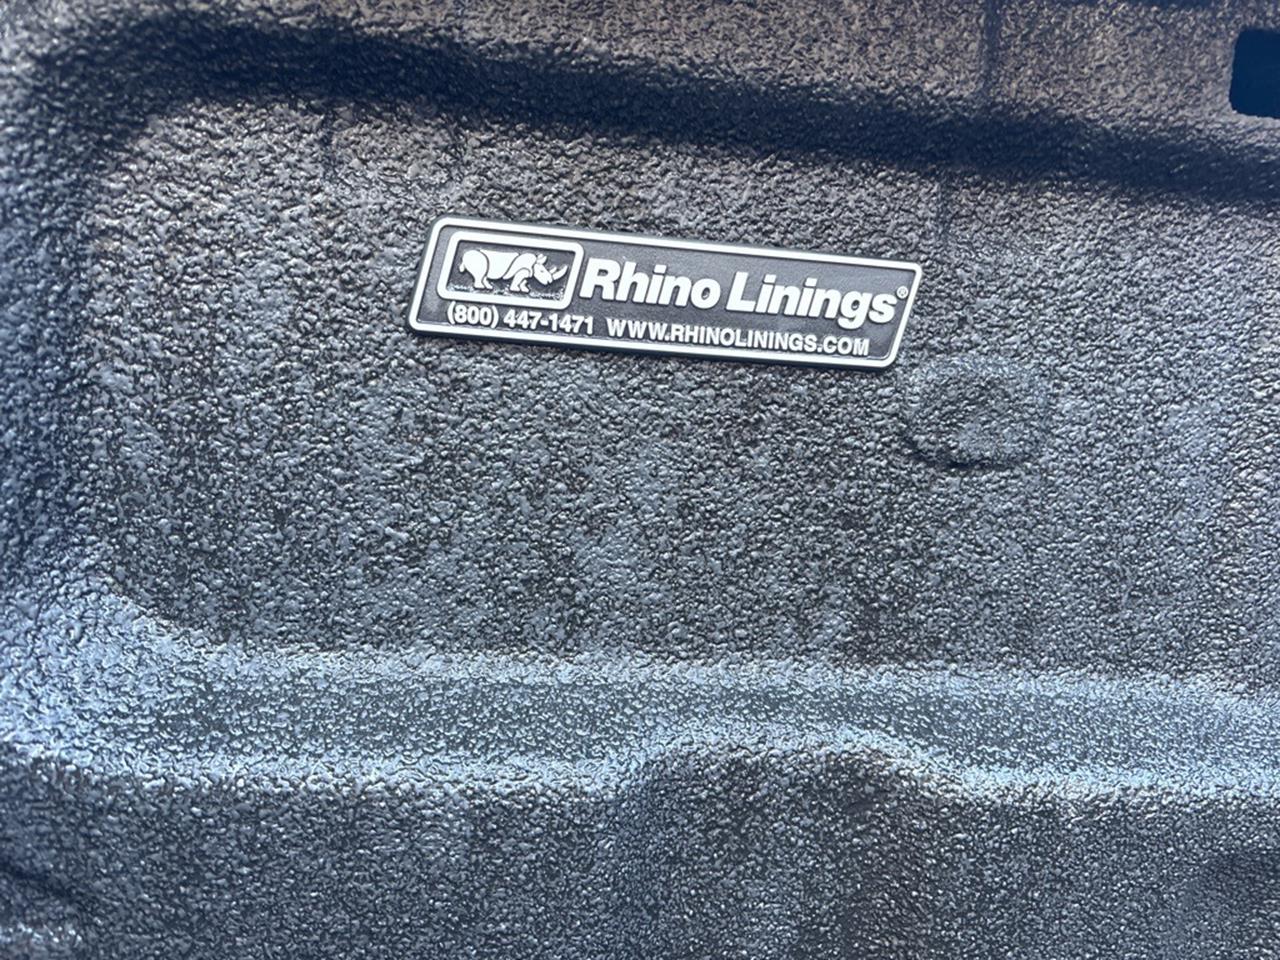 Rhino Linings®
(800) 447-1471 WWW.RHINOLININGS.COM